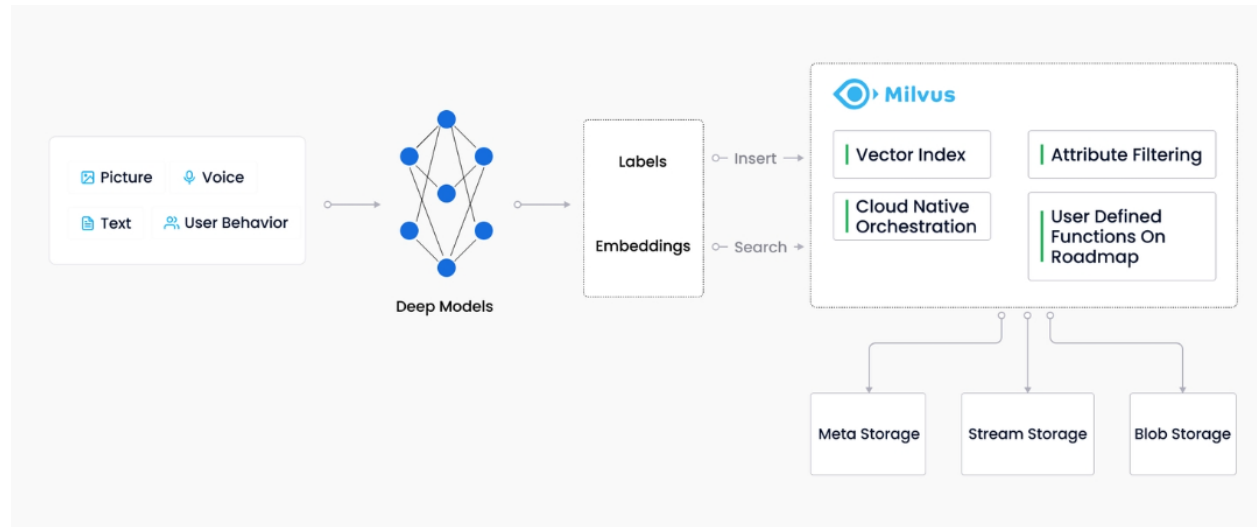 Picture
Voice
Text
User Behavior
Deep Models
Labels
Embeddings
Insert
Search
Milvus
Vector Index
Attribute Filtering
Cloud Native
Orchestration
User Defined
Functions On
Roadmap
Meta Storage
Stream Storage
Blob Storage